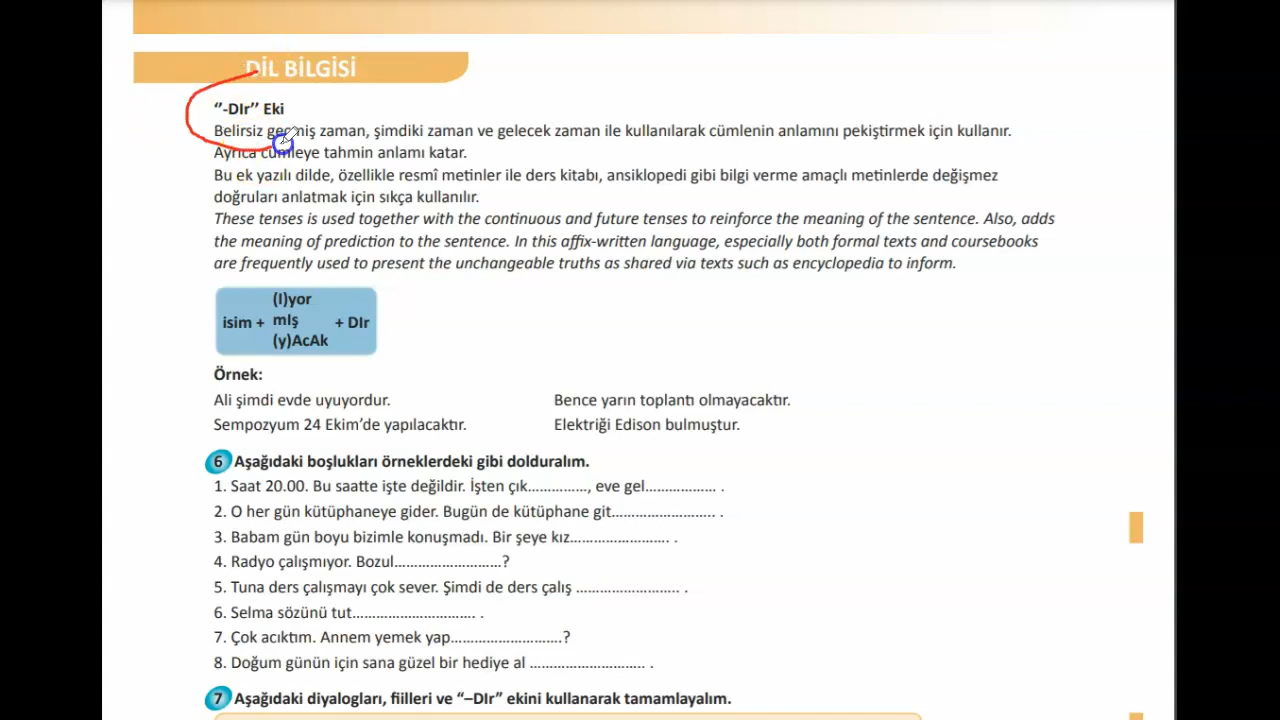 DİL BİLGİSİ
‘’-DIr’’ Eki
Belirsiz geçmiş zaman, şimdiki zaman ve gelecek zaman ile kullanılarak cümlenin anlamını pekiştirmek için kullanır.
Ayrıca cümleye tahmin anlamı katar.
Bu ek yazılı dilde, özellikle resmî metinler ile ders kitabı, ansiklopedi gibi bilgi verme amaçlı metinlerde değişmez
doğruları anlatmak için sıkça kullanılır.
These tenses is used together with the continuous and future tenses to reinforce the meaning of the sentence. Also, adds
the meaning of prediction to the sentence. In this affix-written language, especially both formal texts and coursebooks
are frequently used to present the unchangeable truths as shared via texts such as encyclopedia to inform.
(I)yor
isim + mIş + DIr
(y)AcAk
Örnek:
Ali şimdi evde uyuyordur. Bence yarın toplantı olmayacaktır.
Sempozyum 24 Ekim’de yapılacaktır. Elektriği Edison bulmuştur.
6 Aşağıdaki boşlukları örneklerdeki gibi dolduralım.
1. Saat 20.00. Bu saatte işte değildir. İşten çık……………, eve gel……………… .
2. O her gün kütüphaneye gider. Bugün de kütüphane git…………………….. .
3. Babam gün boyu bizimle konuşmadı. Bir şeye kız……………………. .
4. Radyo çalışmıyor. Bozul………………………?
5. Tuna ders çalışmayı çok sever. Şimdi de ders çalış …………………….. .
6. Selma sözünü tut…………………………. .
7. Çok acıktım. Annem yemek yap……………………….?
8. Doğum günün için sana güzel bir hediye al ……………………….. .
7 Aşağıdaki diyalogları, fiilleri ve “–DIr” ekini kullanarak tamamlayalım.